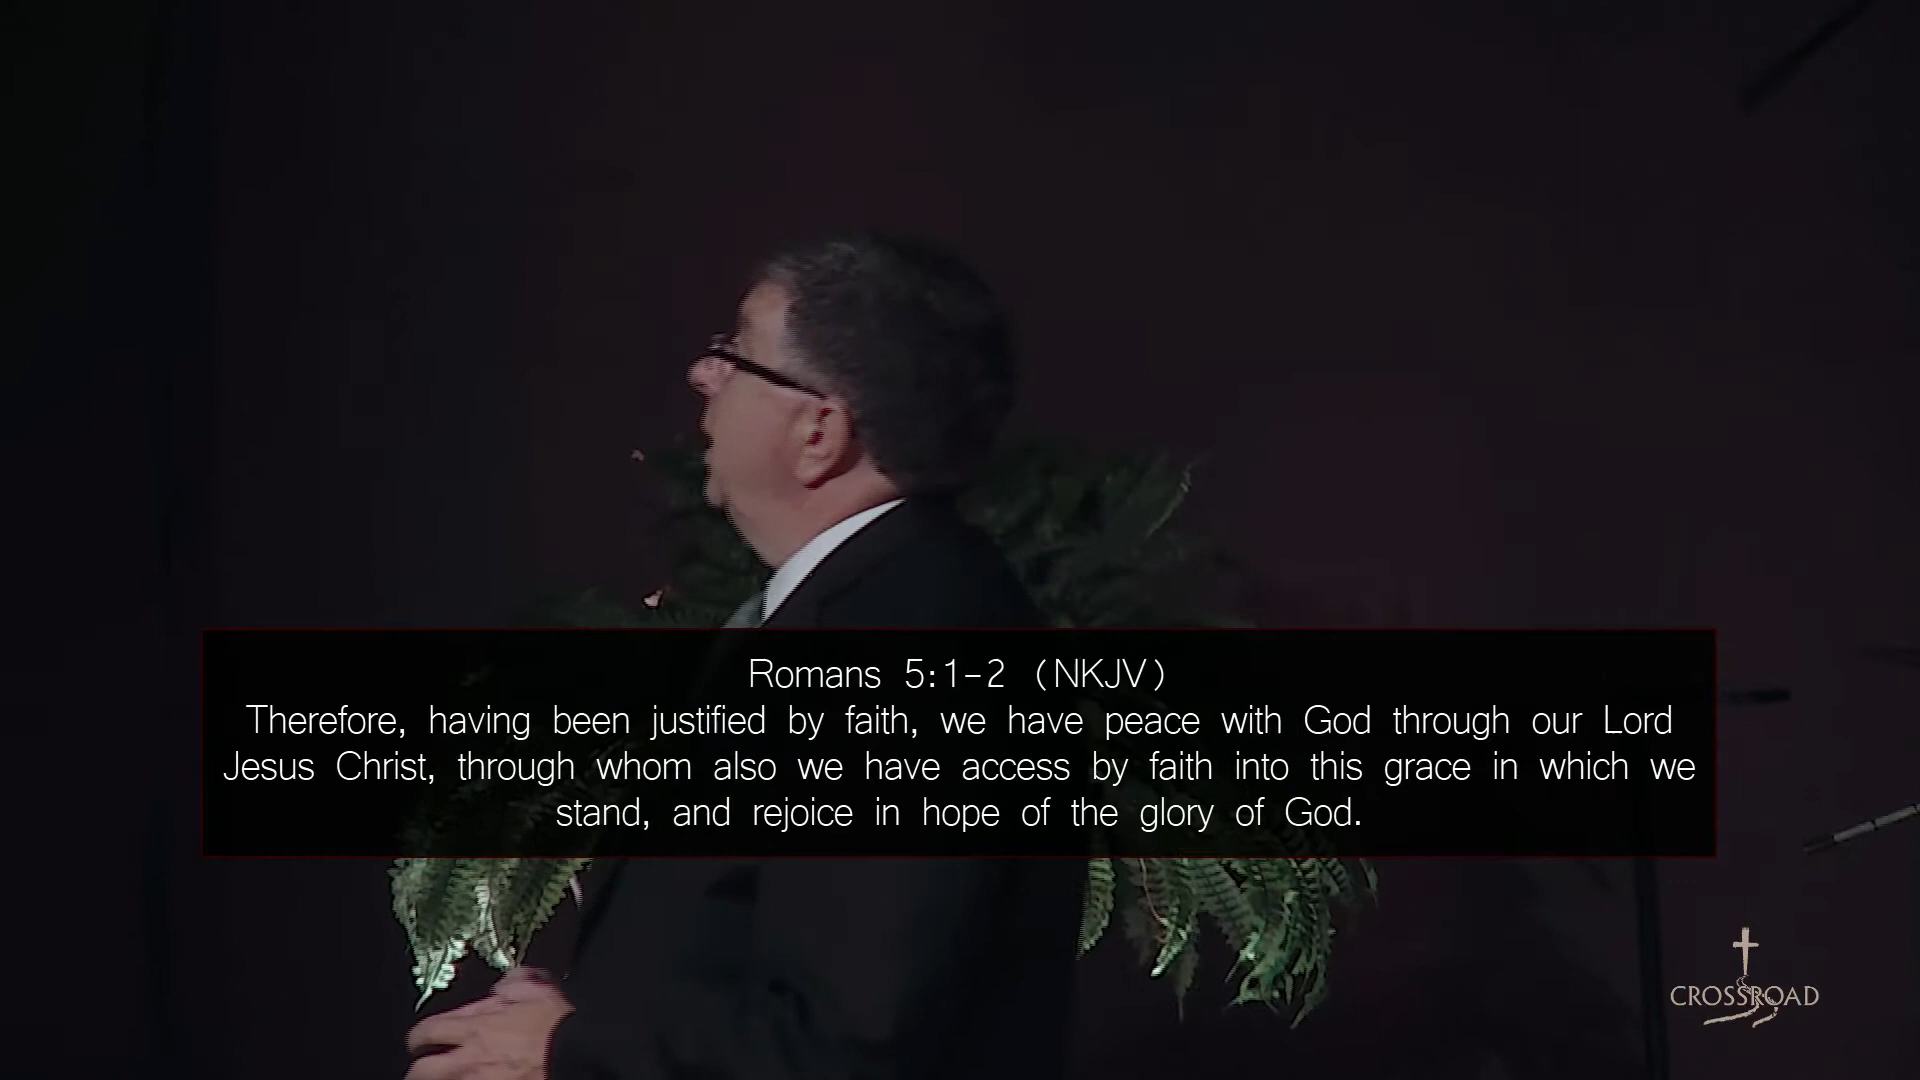 Romans 5:1-2 (NKJV)
Therefore, having been justified by faith, we have peace with God through our Lord
Jesus Christ, through whom also we have access by faith into this grace in which we
stand, and rejoice in hope of the glory of God.
CROSSROAD